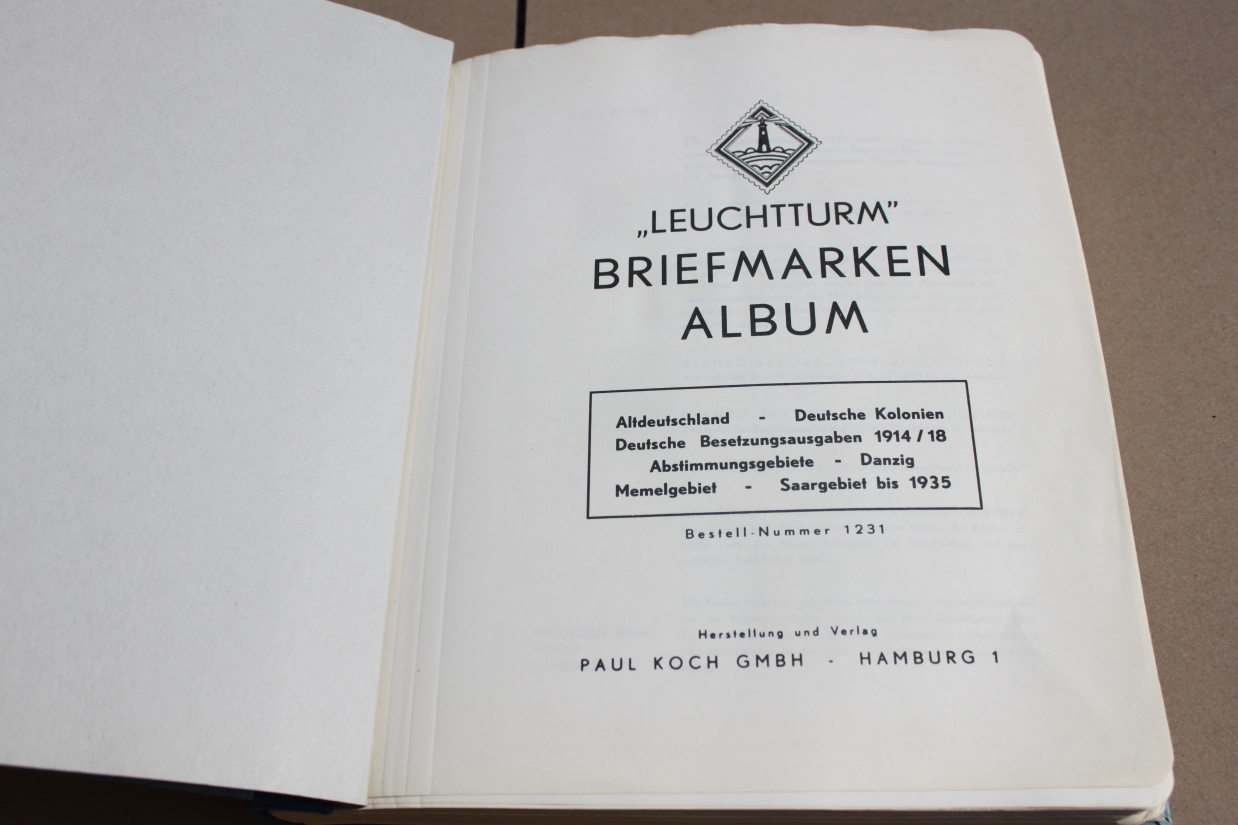 „LEUCHTTURM”
BRIEFMARKEN
ALBUM
Altdeutschland - Deutsche Kolonien
Deutsche Besetzungsausgaben 1914/18
Abstimmungsgebiete - Danzig
Memelgebiet - Saargebiet bis 1935
Bestell-Nummer 1231
Herstellung und Verlag
PAUL KOCH GMBH - HAMBURG 1